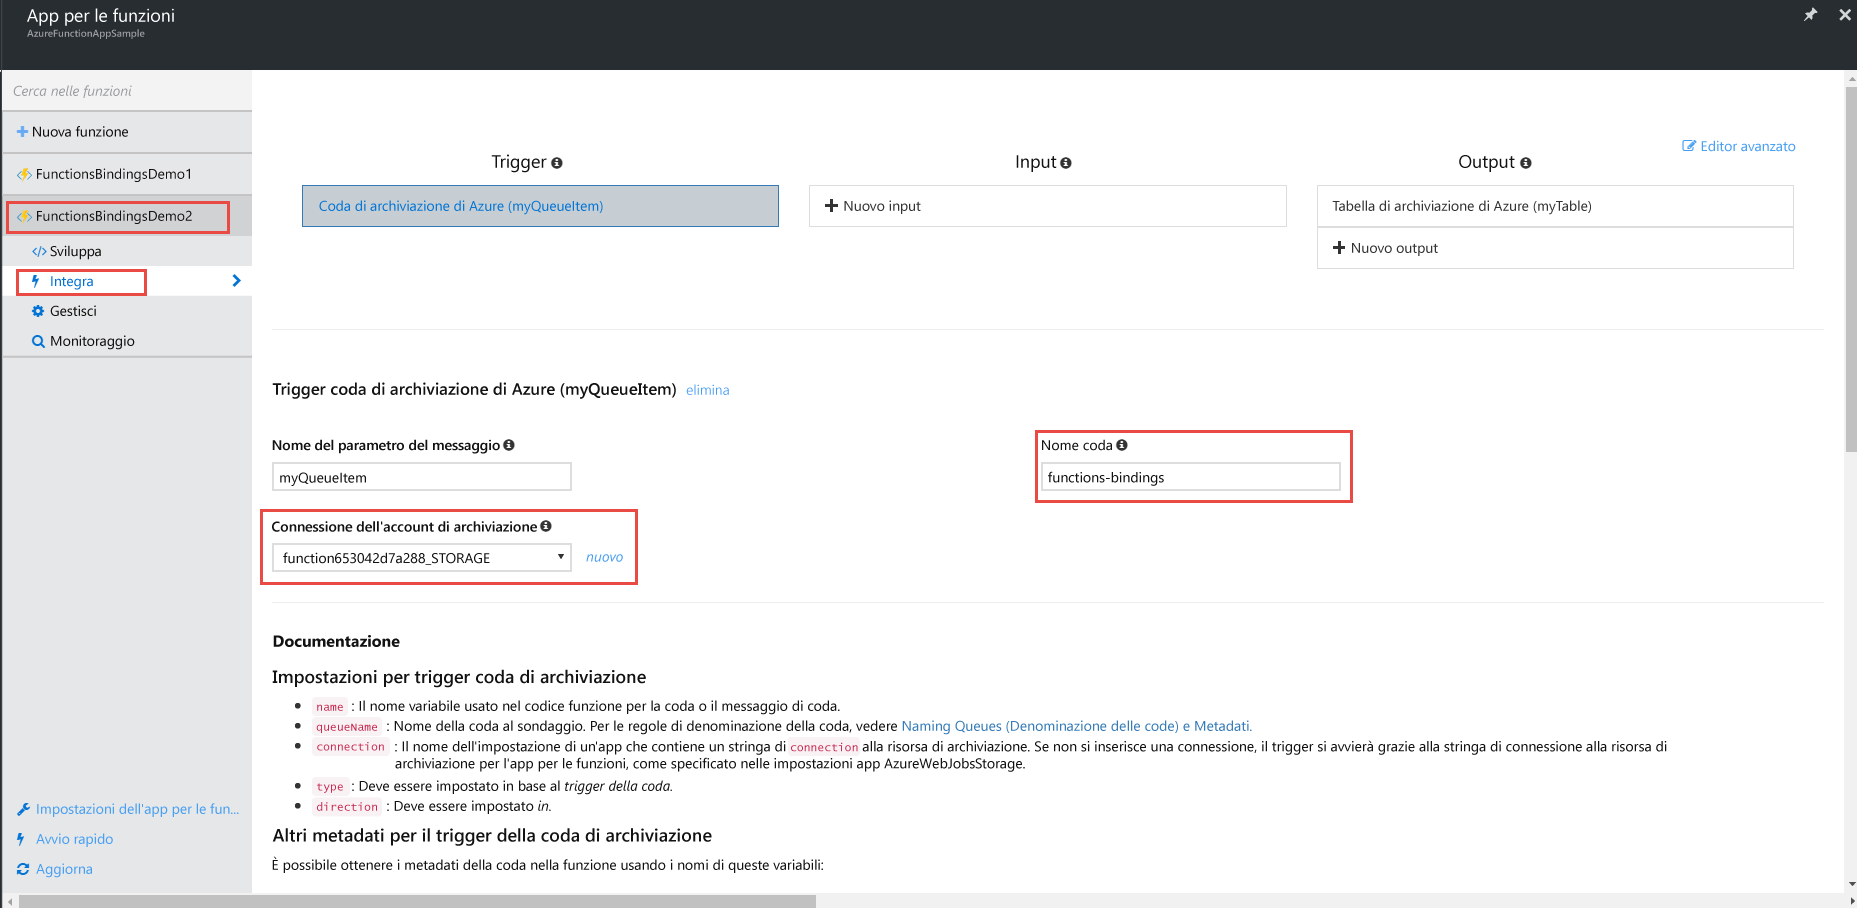 App per le funzioni
AzureFunctionAppSample
Cerca nelle funzioni
Nuova funzione
FunctionsBindingsDemo1
FunctionsBindingsDemo2
Sviluppa
Integra
Gestisci
Monitoraggio
Impostazioni dell'app per le fun...
Avvio rapido
Aggiorna
Editor avanzato
Trigger
Coda di archiviazione di Azure (myQueueItem)
Input
Nuovo input
Output
Tabella di archiviazione di Azure (myTable)
Nuovo output
Trigger coda di archiviazione di Azure (myQueueItem) elimina
Nome del parametro del messaggio
myQueueItem
Nome coda
functions-bindings
Connessione dell'account di archiviazione
function653042d7a288_STORAGE nuovo
Documentazione
Impostazioni per trigger coda di archiviazione
name : Il nome variabile usato nel codice funzione per la coda o il messaggio di coda.
queueName : Nome della coda al sondaggio. Per le regole di denominazione della coda, vedere Naming Queues (Denominazione delle code) e Metadati.
connection : Il nome dell'impostazione di un'app che contiene un stringa di connection alla risorsa di archiviazione. Se non si inserisce una connessione, il trigger si avvierà grazie alla stringa di connessione alla risorsa di
archiviazione per l'app per le funzioni, come specificato nelle impostazioni app AzureWebJobsStorage.
type : Deve essere impostato in base al trigger della coda.
direction : Deve essere impostato in.
Altri metadati per il trigger della coda di archiviazione
È possibile ottenere i metadati della coda nella funzione usando i nomi di queste variabili: